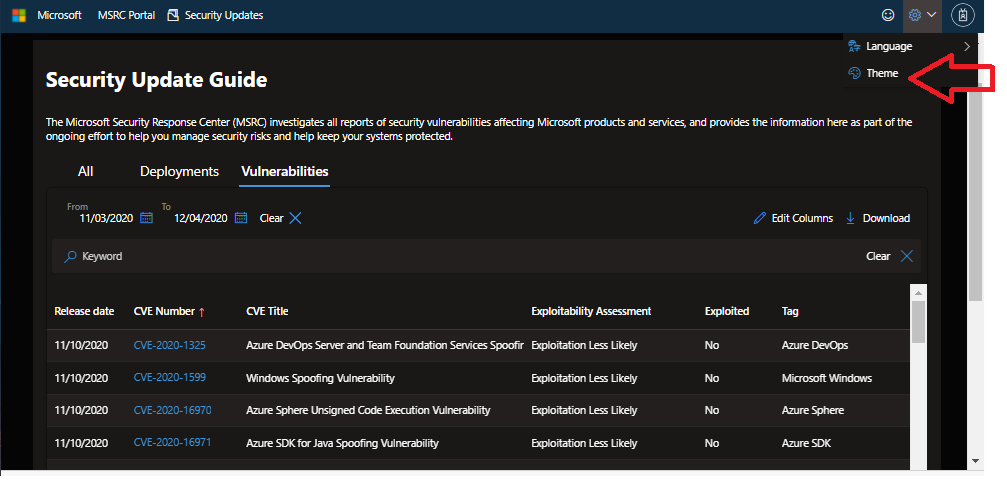 Microsoft MSRC Portal Security Updates
Language
Theme
Security Update Guide
The Microsoft Security Response Center (MSRC) investigates all reports of security vulnerabilities affecting Microsoft products and services, and provides the information here as part of the
ongoing effort to help you manage security risks and help keep your systems protected.
All Deployments Vulnerabilities
From To
11/03/2020 12/04/2020 Clear Edit Columns Download
Keyword Clear
Release date CVE Number ↑ CVE Title Exploitability Assessment Exploited Tag
11/10/2020 CVE-2020-1325 Azure DevOps Server and Team Foundation Services Spoofin Exploitation Less Likely No Azure DevOps
11/10/2020 CVE-2020-1599 Windows Spoofing Vulnerability Exploitation Less Likely No Microsoft Windows
11/10/2020 CVE-2020-16970 Azure Sphere Unsigned Code Execution Vulnerability Exploitation Less Likely No Azure Sphere
11/10/2020 CVE-2020-16971 Azure SDK for Java Spoofing Vulnerability Exploitation Less Likely No Azure SDK